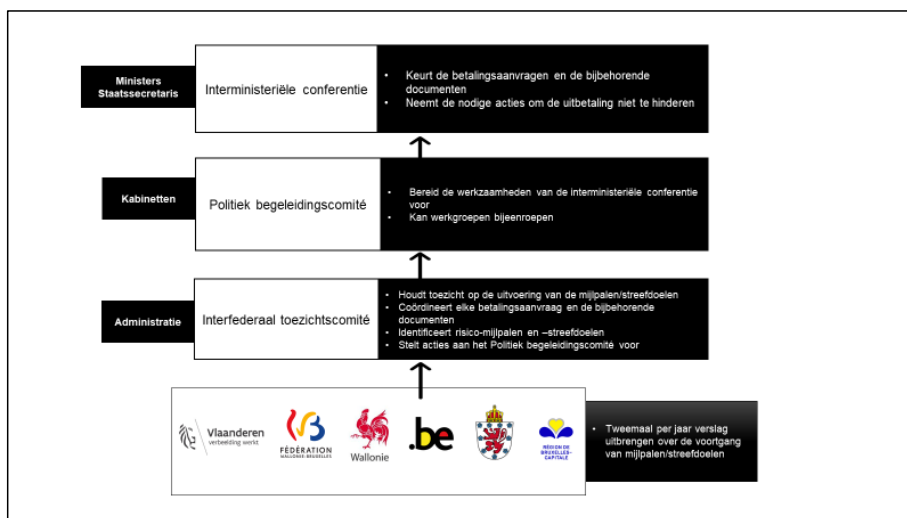 Ministers
Staatssecretaris
Interministeriële conferentie
• Keurt de betalingsaanvragen en de bijbehorende
documenten
• Neemt de nodige acties om de uitbetaling niet te hinderen
Kabinetten
Politiek begeleidingscomité
• Bereid de werkzaamheden van de interministeriële conferentie
voor
• Kan werkgroepen bijeenroepen
Administratie
Interfederaal toezichtscomité
• Houdt toezicht op de uitvoering van de mijlpalen/streefdoelen
• Coördineert elke betalingsaanvraag en de bijbehorende
documenten
• Identificeert risico-mijlpalen en –streefdoelen
• Stelt acties aan het Politiek begeleidingscomité voor
Vlaanderen
verbeelding werkt
FÉDÉRATION
WALLONIE-BRUXELLES
Wallonie
.be
RÉGION DE
BRUXELLES-
CAPITALE
• Tweemaal per jaar verslag
uitbrengen over de voortgang
van mijlpalen/streefdoelen